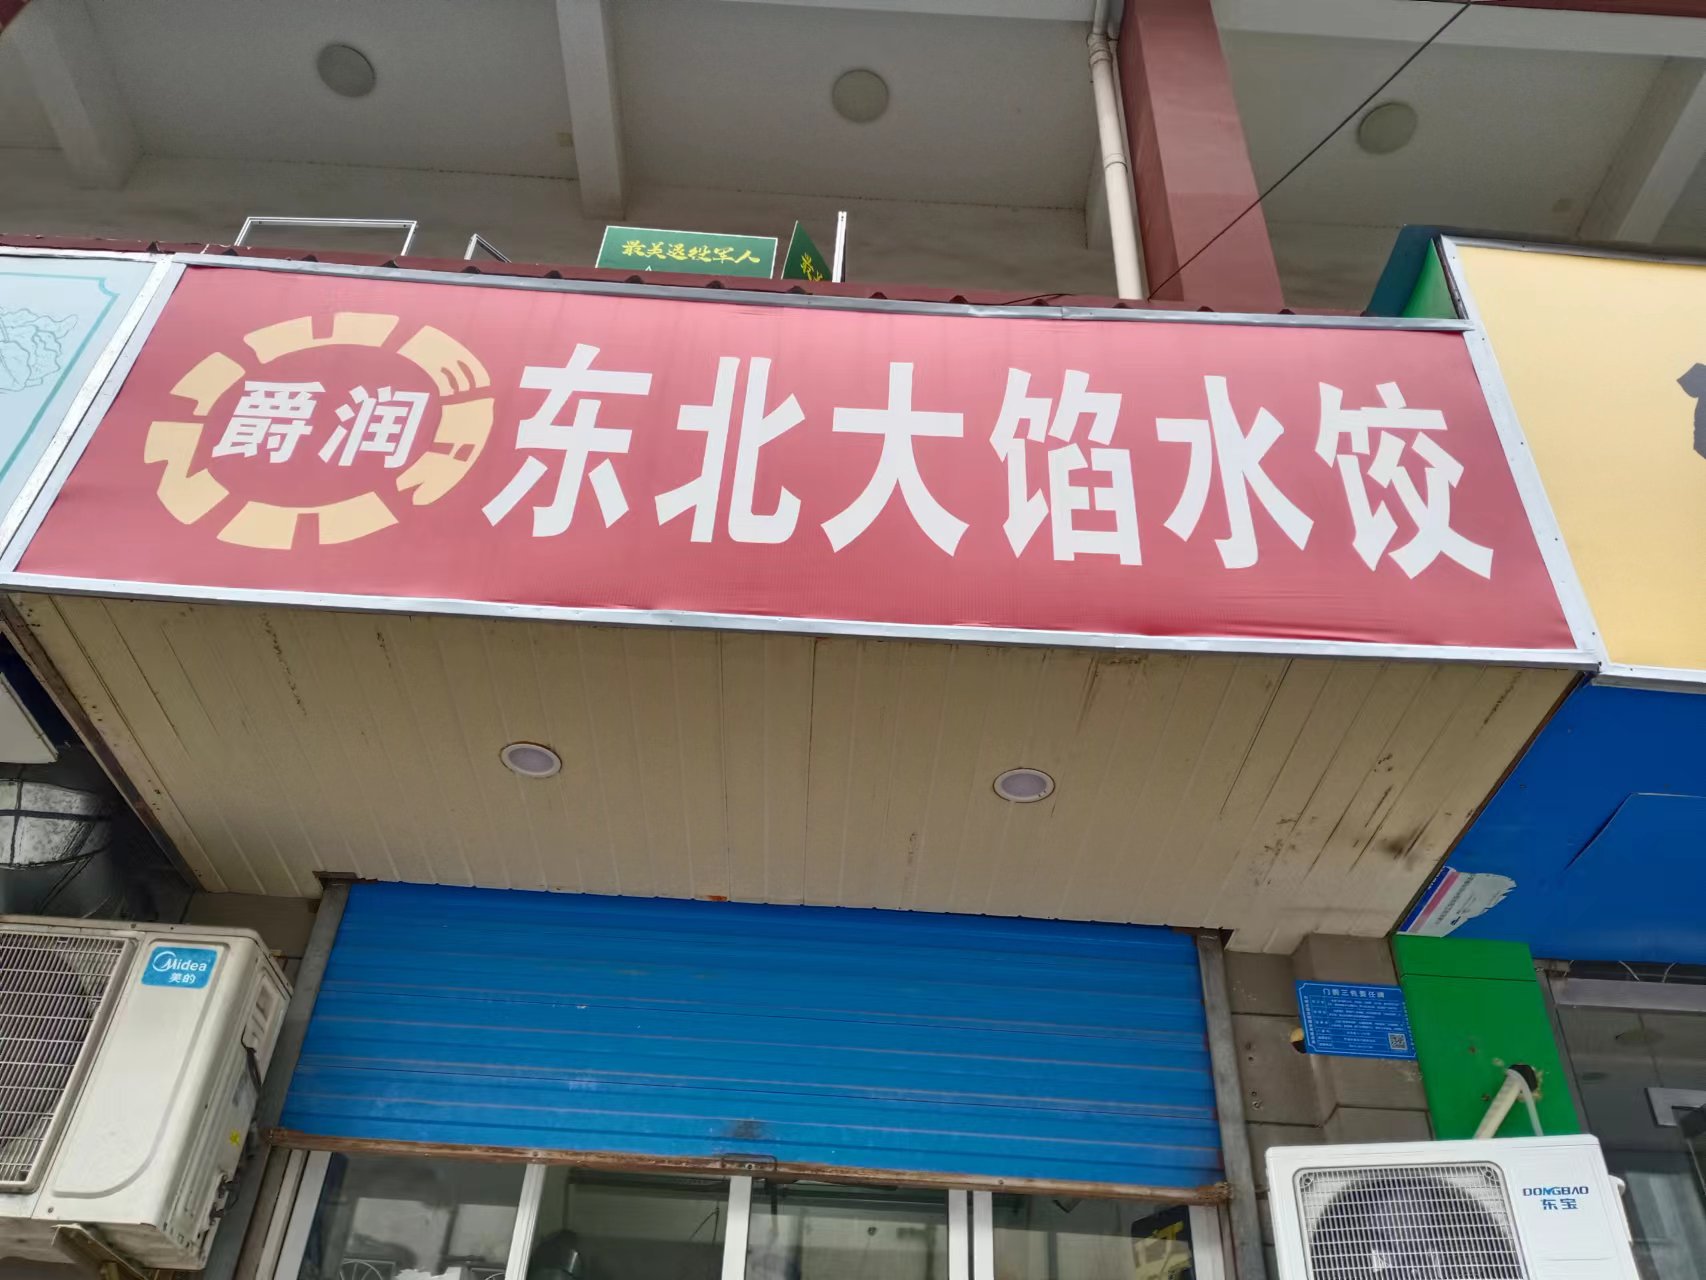 最美退役军人
爵润
东北大馅水饺
Midea
美的
门前三包责任牌
DONGBAO
东宝